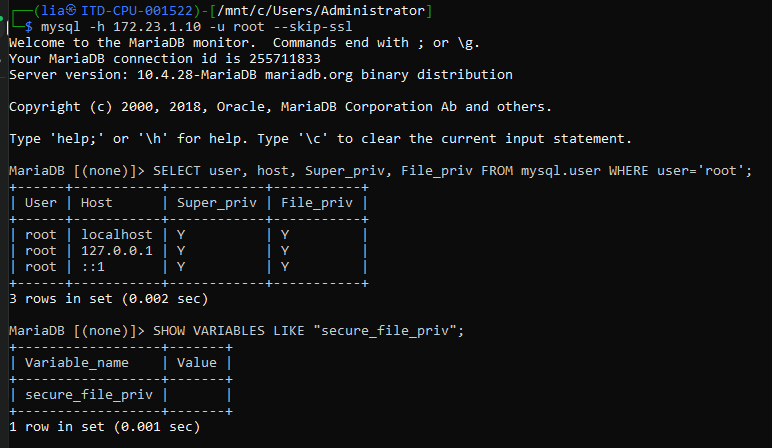 ┌──(lia㉿ITD-CPU-001522)-[/mnt/c/Users/Administrator]
└─$ mysql -h 172.23.1.10 -u root --skip-ssl
Welcome to the MariaDB monitor.  Commands end with ; or \g.
Your MariaDB connection id is 255711833
Server version: 10.4.28-MariaDB mariadb.org binary distribution
Copyright (c) 2000, 2018, Oracle, MariaDB Corporation Ab and others.
Type 'help;' or '\h' for help. Type '\c' to clear the current input statement.
MariaDB [(none)]> SELECT user, host, Super_priv, File_priv FROM mysql.user WHERE user='root';
+------+-----------+------------+-----------+
| User | Host      | Super_priv | File_priv |
+------+-----------+------------+-----------+
| root | localhost | Y          | Y         |
| root | 127.0.0.1 | Y          | Y         |
| root | ::1       | Y          | Y         |
+------+-----------+------------+-----------+
3 rows in set (0.002 sec)
MariaDB [(none)]> SHOW VARIABLES LIKE "secure_file_priv";
+------------------+-------+
| Variable_name    | Value |
+------------------+-------+
| secure_file_priv |       |
+------------------+-------+
1 row in set (0.001 sec)